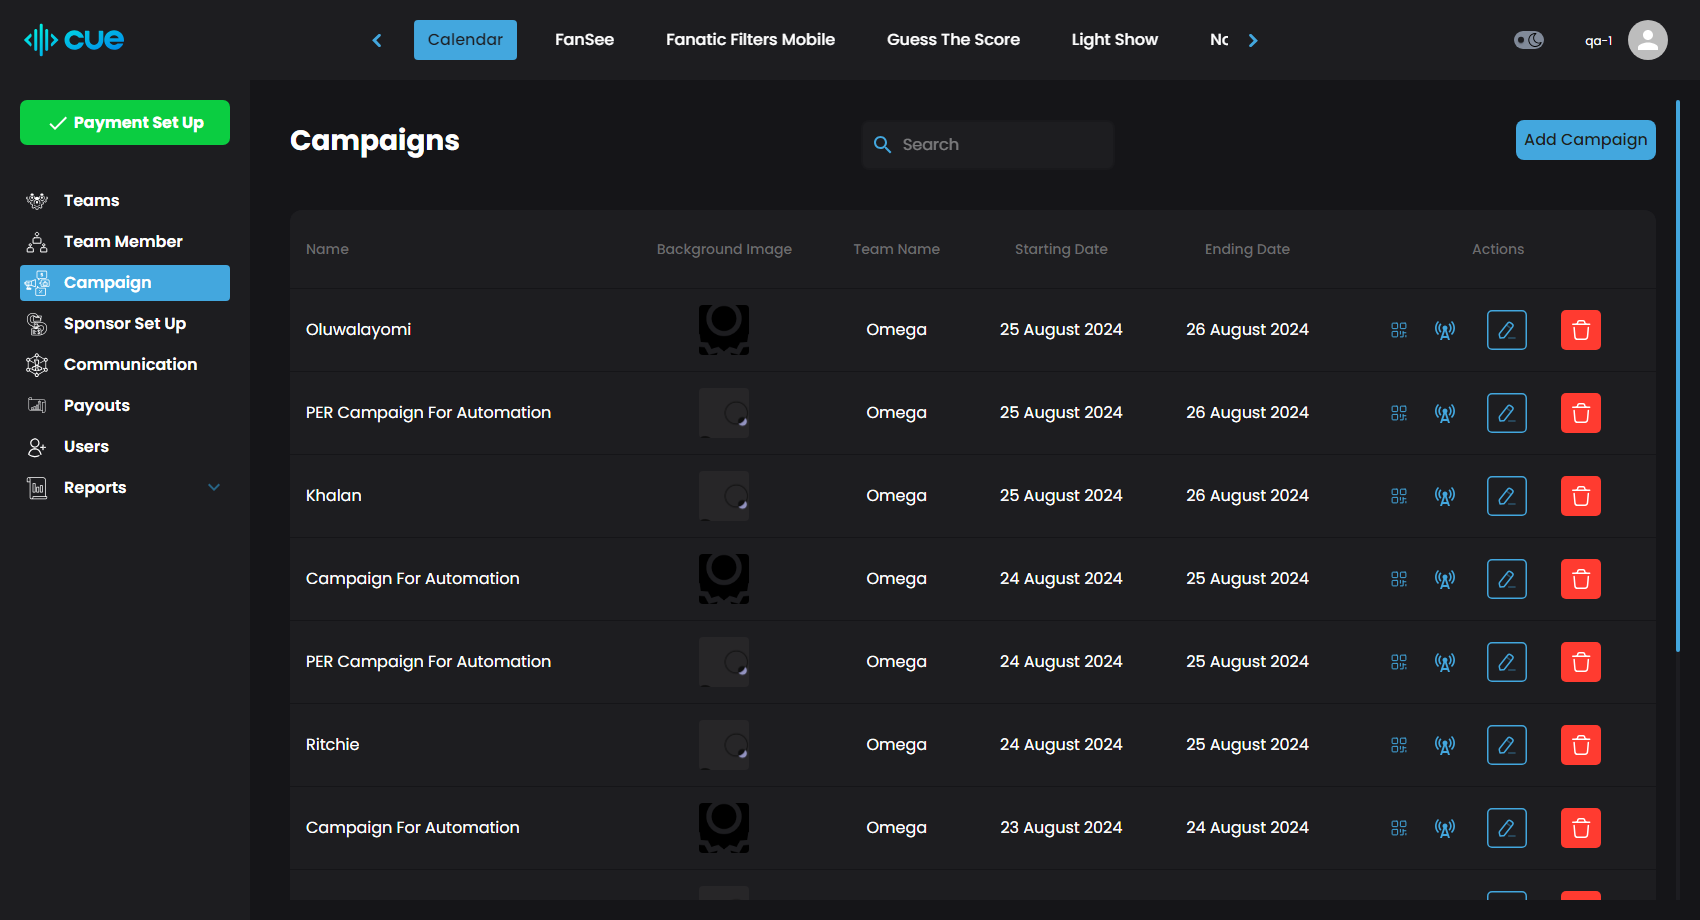 cue
Calendar FanSee Fanatic Filters Mobile Guess The Score Light Show
qa-1
Payment Set Up
Teams
Team Member
Campaign
Sponsor Set Up
Communication
Payouts
Users
Reports
Campaigns
Search
Add Campaign
Name Background Image Team Name Starting Date Ending Date Actions
Oluwalayomi Omega 25 August 2024 26 August 2024
PER Campaign For Automation Omega 25 August 2024 26 August 2024
Khalan Omega 25 August 2024 26 August 2024
Campaign For Automation Omega 24 August 2024 25 August 2024
PER Campaign For Automation Omega 24 August 2024 25 August 2024
Ritchie Omega 24 August 2024 25 August 2024
Campaign For Automation Omega 23 August 2024 24 August 2024